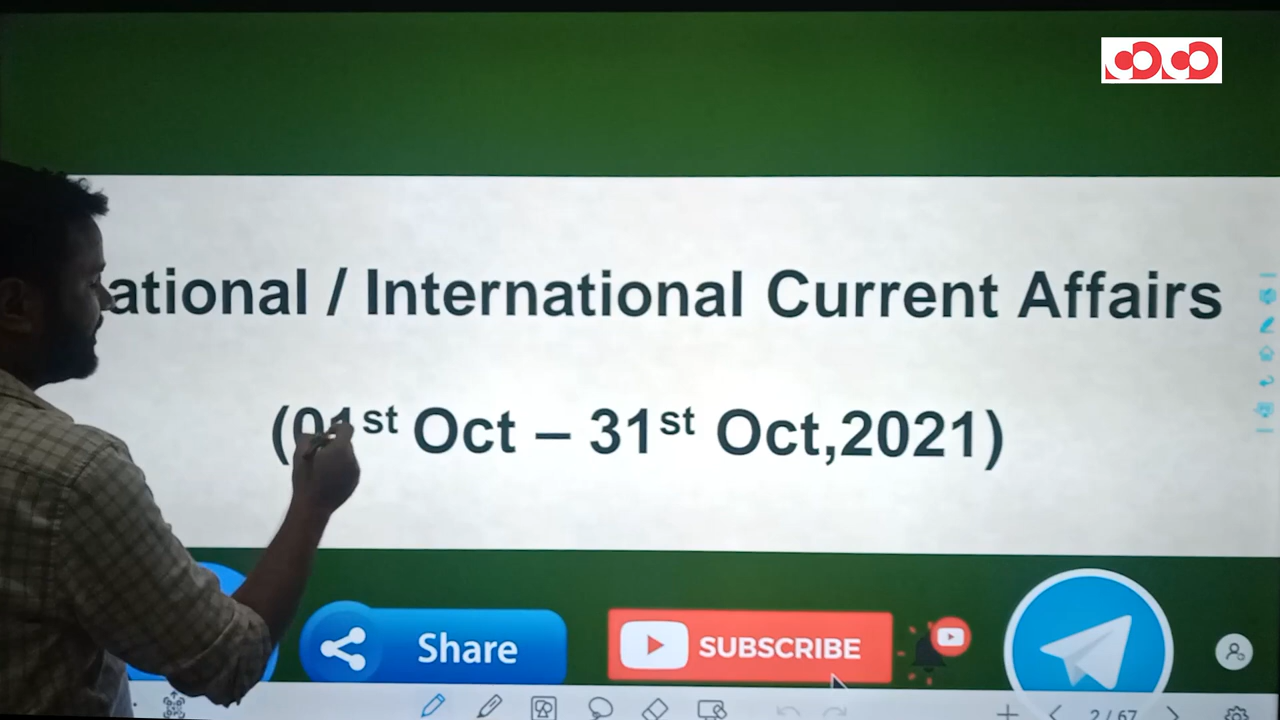 ational / International Current Affairs
(01st Oct – 31st Oct,2021)
Share
SUBSCRIBE
2 / 67